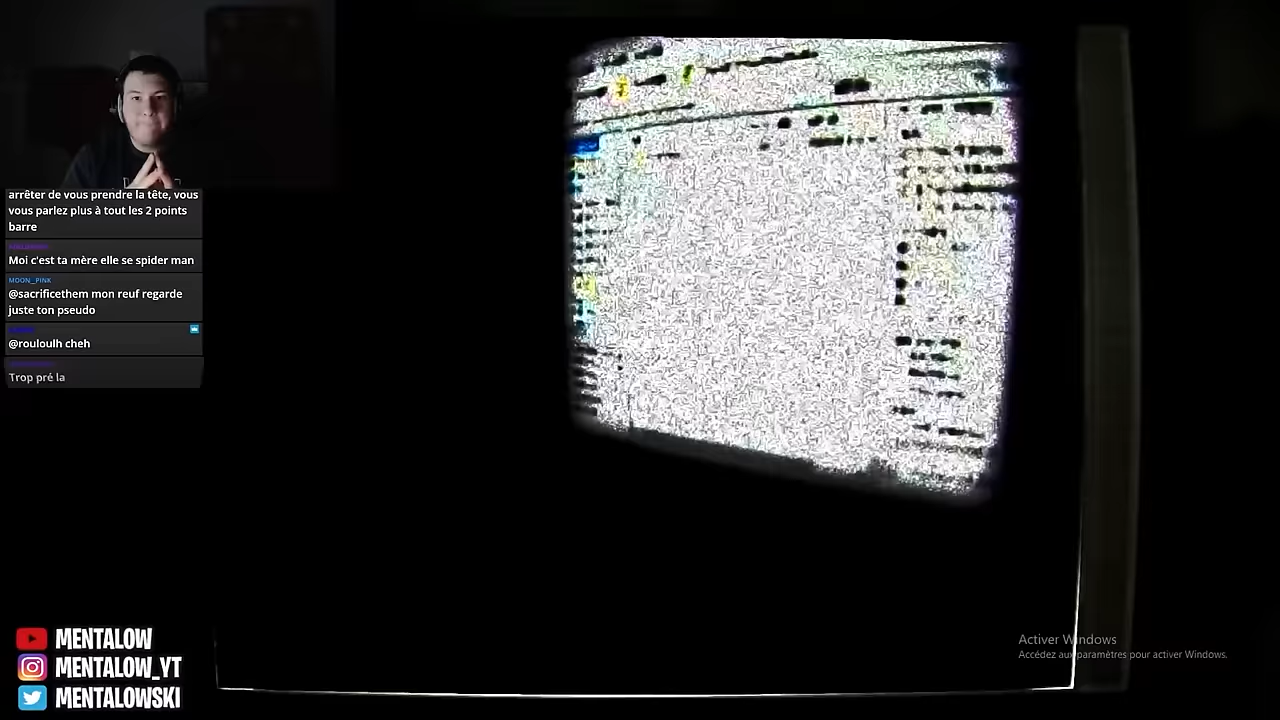 arrêter de vous prendre la tête, vous
vous parlez plus à tout les 2 points
barre
Moi c'est ta mère elle se spider man
MOON_PINK
@sacrificethem mon reuf regarde
juste ton pseudo
@rouloulh cheh
Trop pré la
MENTALOW
MENTALOW_YT
MENTALOWSKI
Activer Windows
Accédez aux paramètres pour activer Windows.